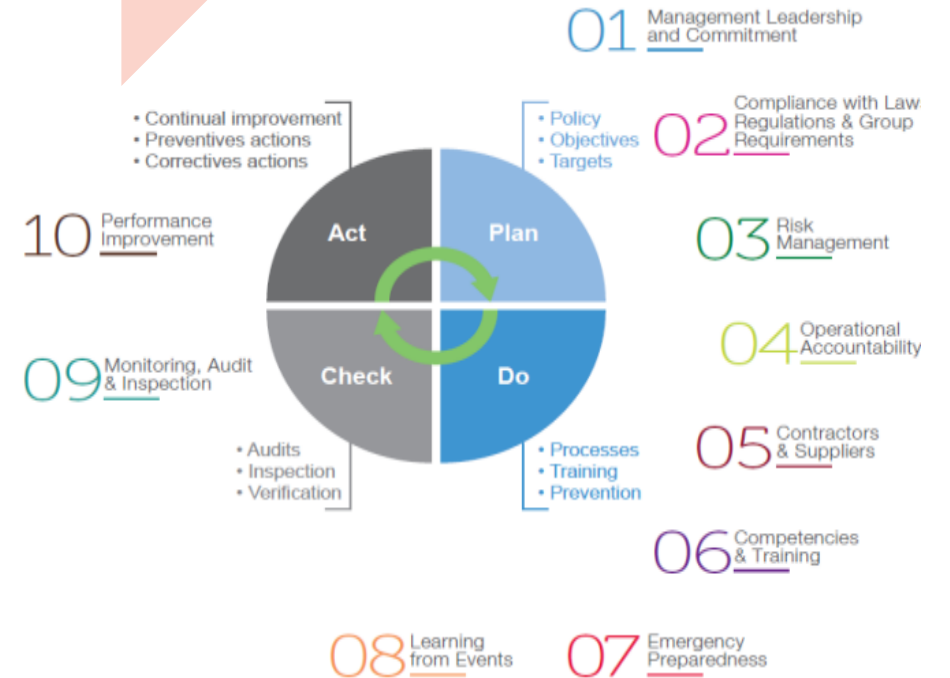 01 Management Leadership
and Commitment
• Continual improvement
• Preventives actions
• Correctives actions
• Policy
• Objectives
• Targets
02 Compliance with Law
Regulations & Group
Requirements
Act
Plan
10 Performance
Improvement
03 Risk
Management
04 Operational
Accountability
Check
Do
09 Monitoring, Audit
& Inspection
• Audits
• Inspection
• Verification
• Processes
• Training
• Prevention
05 Contractors
& Suppliers
06 Competencies
& Training
08 Learning
from Events
07 Emergency
Preparedness